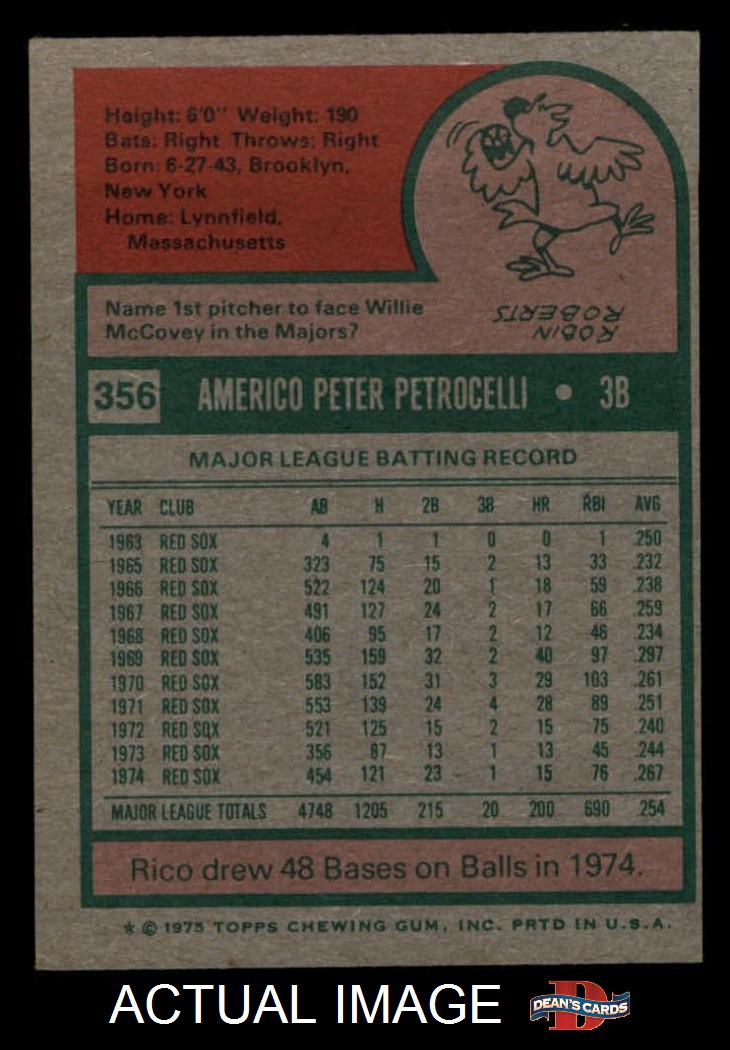 Height: 6'0" Weight: 190
Bats: Right Throws: Right
Born: 6-27-43, Brooklyn,
New York
Home: Lynnfield,
Massachusetts
Name 1st pitcher to face Willie
McCovey in the Majors?
ROBIN
ROBERTS
356 AMERICO PETER PETROCELLI • 3B
MAJOR LEAGUE BATTING RECORD
YEAR CLUB AB H 2B 3B HR RBI AVG
1963 RED SOX 4 1 1 0 0 1 .250
1965 RED SOX 323 75 15 2 13 33 .232
1966 RED SOX 522 124 20 1 18 59 .238
1967 RED SOX 491 127 24 2 17 66 .259
1968 RED SOX 406 95 17 2 12 46 .234
1969 RED SOX 535 159 32 2 40 97 .297
1970 RED SOX 583 152 31 3 29 103 .261
1971 RED SOX 553 139 24 4 28 89 .251
1972 RED SOX 521 125 15 2 15 75 .240
1973 RED SOX 356 87 13 1 13 45 .244
1974 RED SOX 454 121 23 1 15 76 .267
MAJOR LEAGUE TOTALS 4748 1205 215 20 200 690 .254
Rico drew 48 Bases on Balls in 1974.
* © 1975 TOPPS CHEWING GUM, INC. PRTD IN U.S.A.
ACTUAL IMAGE
D
DEAN'S CARDS